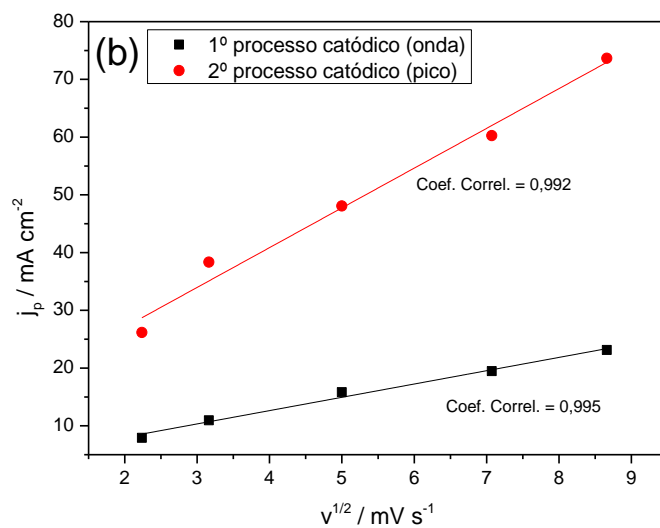 (b)
1º processo catódico (onda)
2º processo catódico (pico)
80
70
60
50
40
30
20
10
j_p / mA cm^-2
Coef. Correl. = 0,992
Coef. Correl. = 0,995
2 3 4 5 6 7 8 9
v^1/2 / mV s^-1